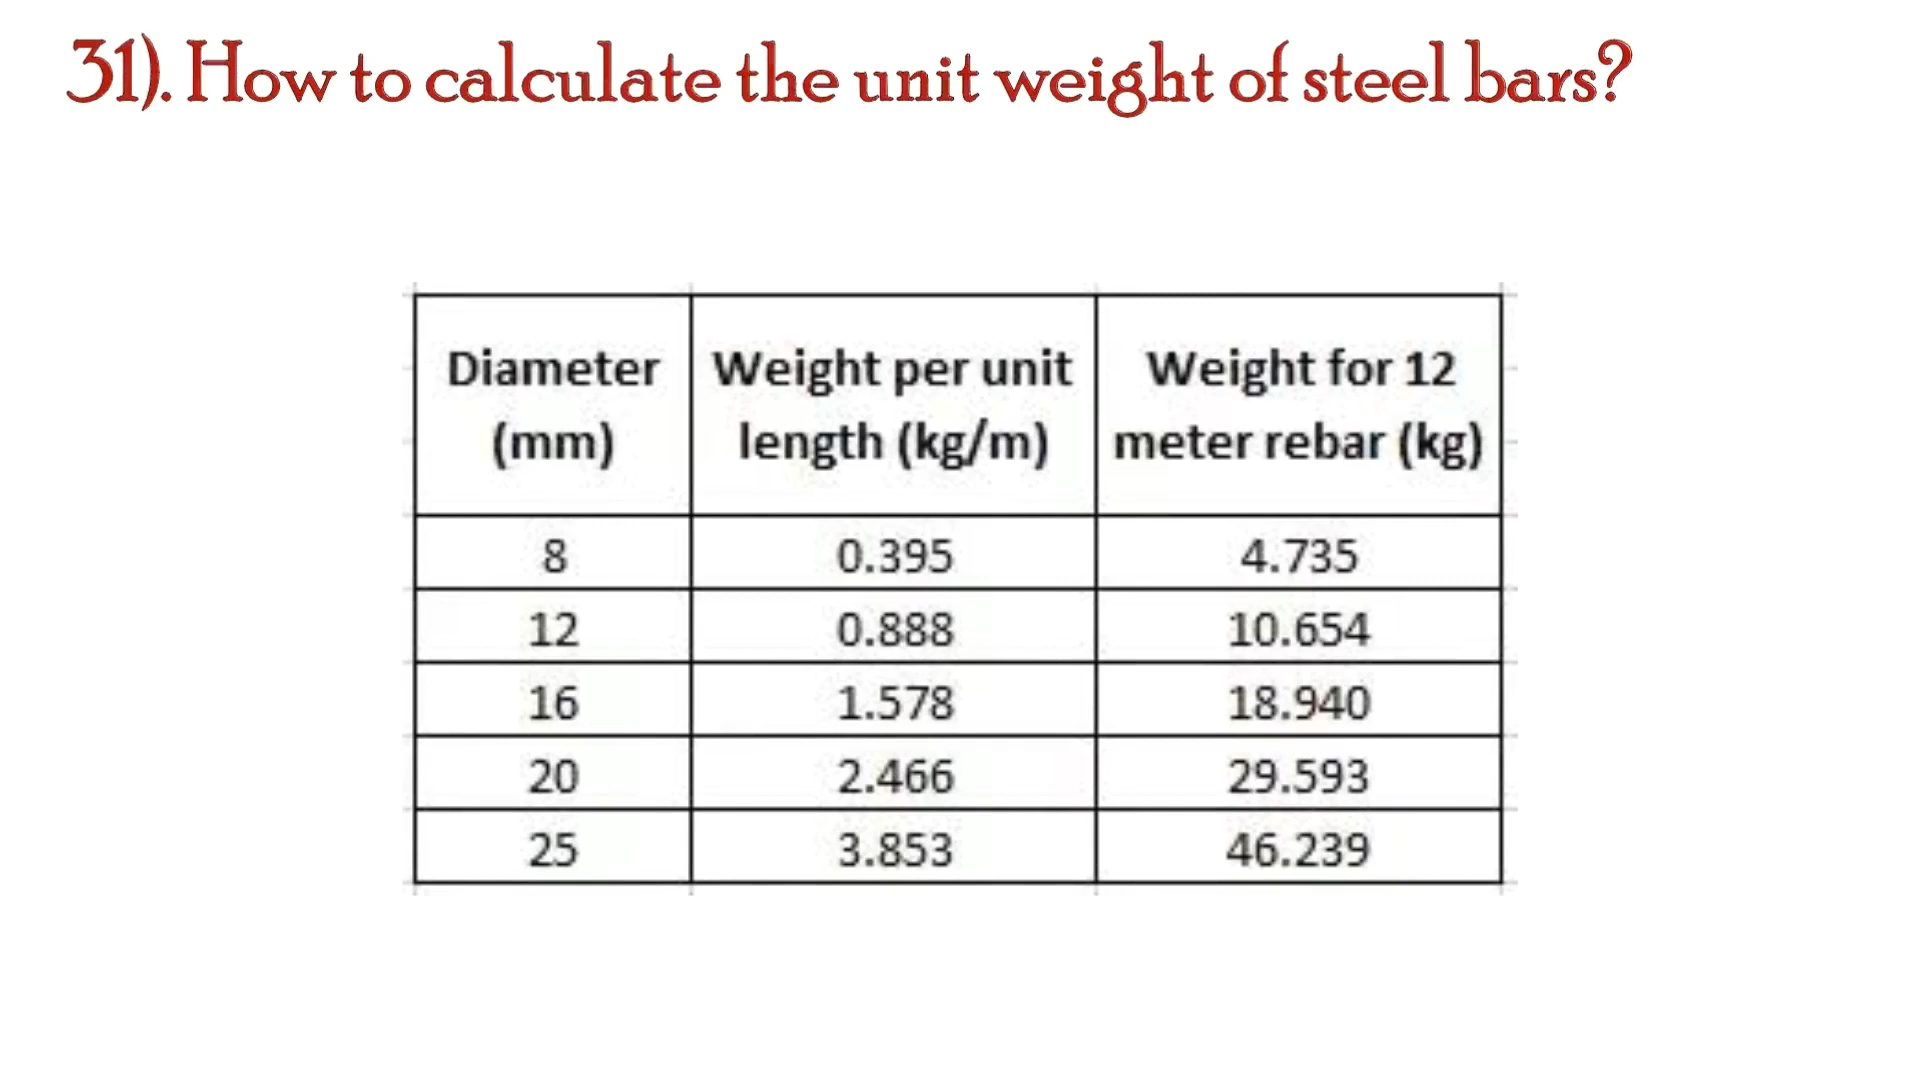 31). How to calculate the unit weight of steel bars?
Diameter (mm) Weight per unit length (kg/m) Weight for 12 meter rebar (kg)
8 0.395 4.735
12 0.888 10.654
16 1.578 18.940
20 2.466 29.593
25 3.853 46.239